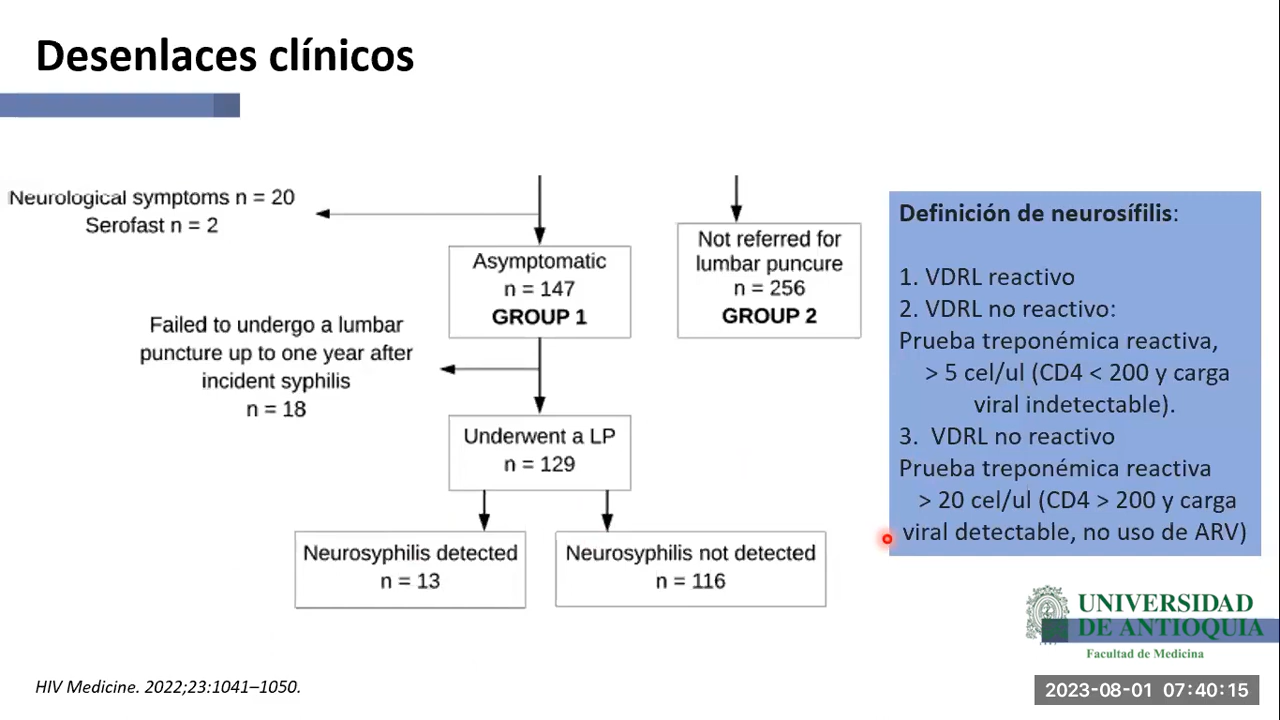 Desenlaces clínicos
Neurological symptoms n = 20
Serofast n = 2
Asymptomatic
n = 147
GROUP 1
Not referred for
lumbar puncure
n = 256
GROUP 2
Failed to undergo a lumbar
puncture up to one year after
incident syphilis
n = 18
Underwent a LP
n = 129
Neurosyphilis detected
n = 13
Neurosyphilis not detected
n = 116
Definición de neurosífilis:
1. VDRL reactivo
2. VDRL no reactivo:
Prueba treponémica reactiva,
> 5 cel/ul (CD4 < 200 y carga
viral indetectable).
3. VDRL no reactivo
Prueba treponémica reactiva
> 20 cel/ul (CD4 > 200 y carga
viral detectable, no uso de ARV)
UNIVERSIDAD
DE ANTIOQUIA
Facultad de Medicina
HIV Medicine. 2022;23:1041–1050.
2023-08-01 07:40:15